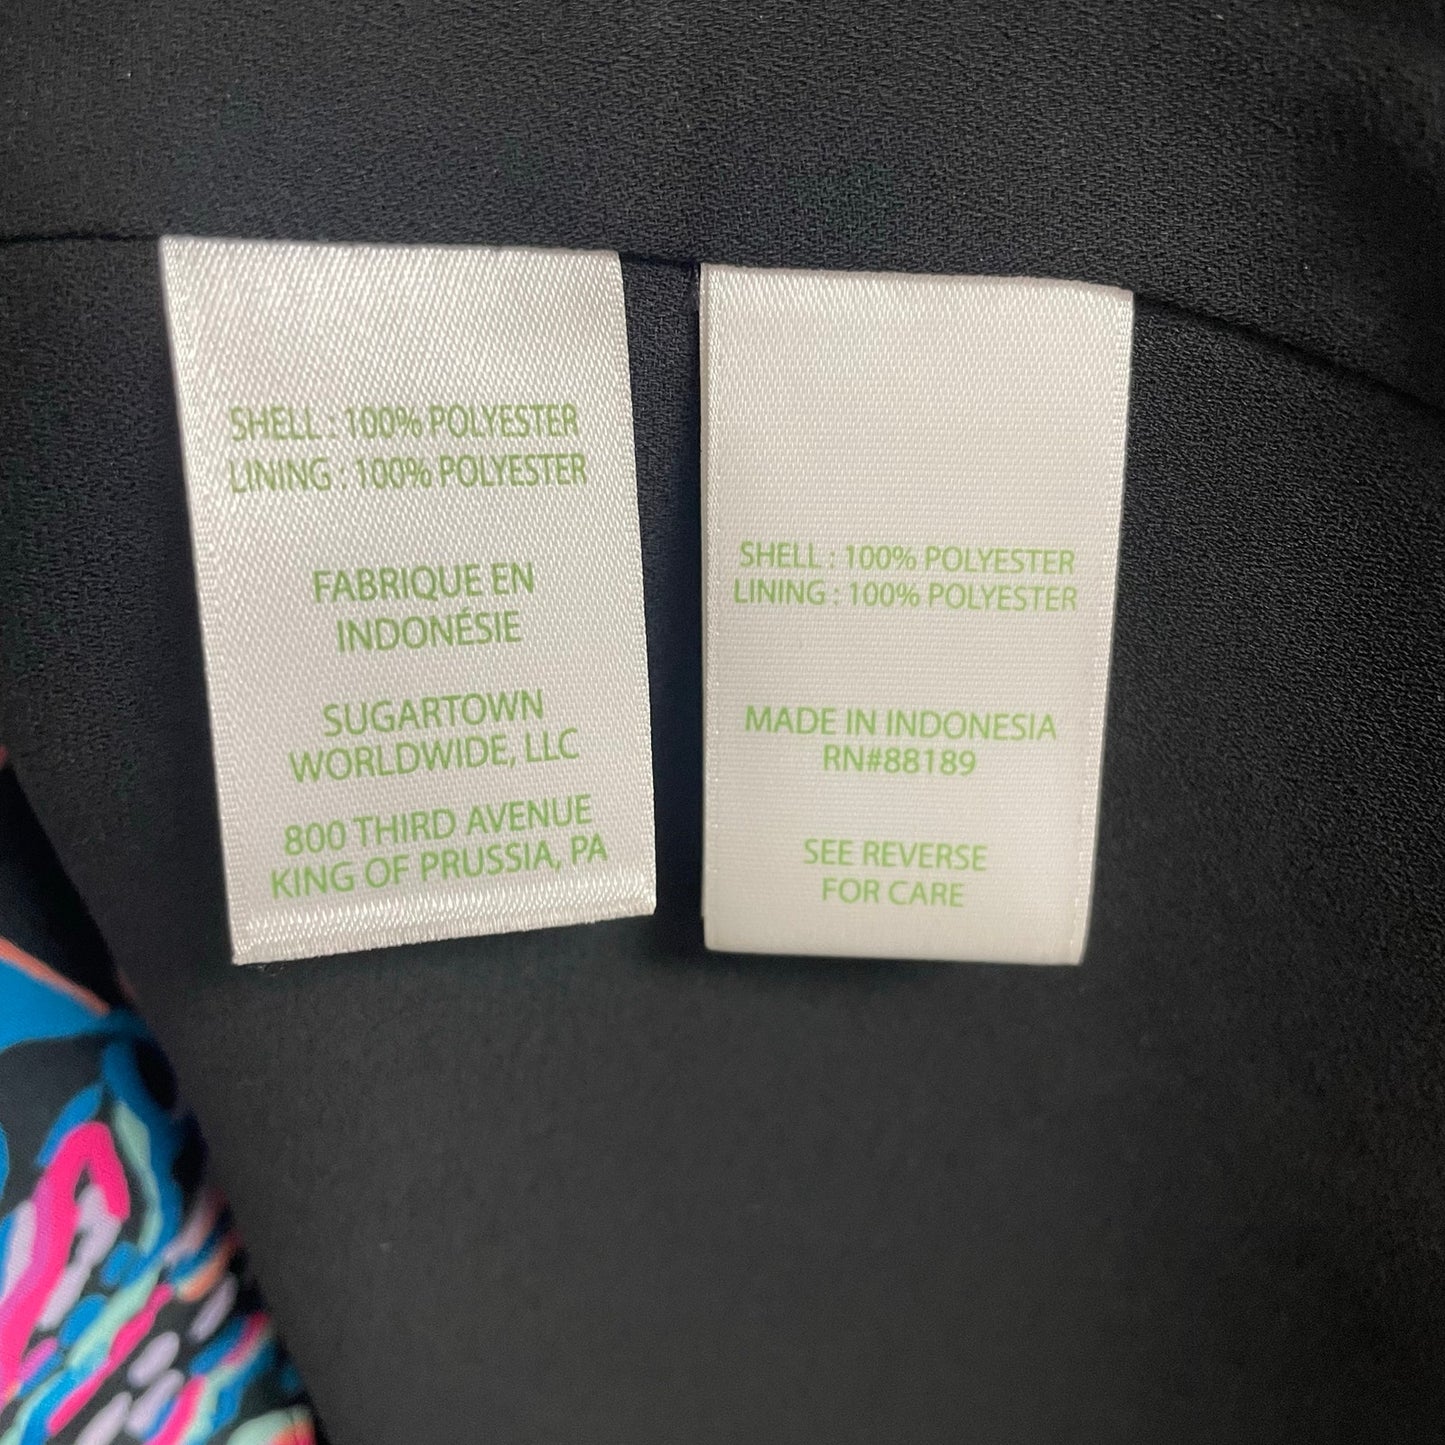 SHELL : 100% POLYESTER
LINING : 100% POLYESTER
FABRIQUE EN
INDONÉSIE
SUGARTOWN
WORLDWIDE, LLC
800 THIRD AVENUE
KING OF PRUSSIA, PA
SHELL : 100% POLYESTER
LINING : 100% POLYESTER
MADE IN INDONESIA
RN#88189
SEE REVERSE
FOR CARE